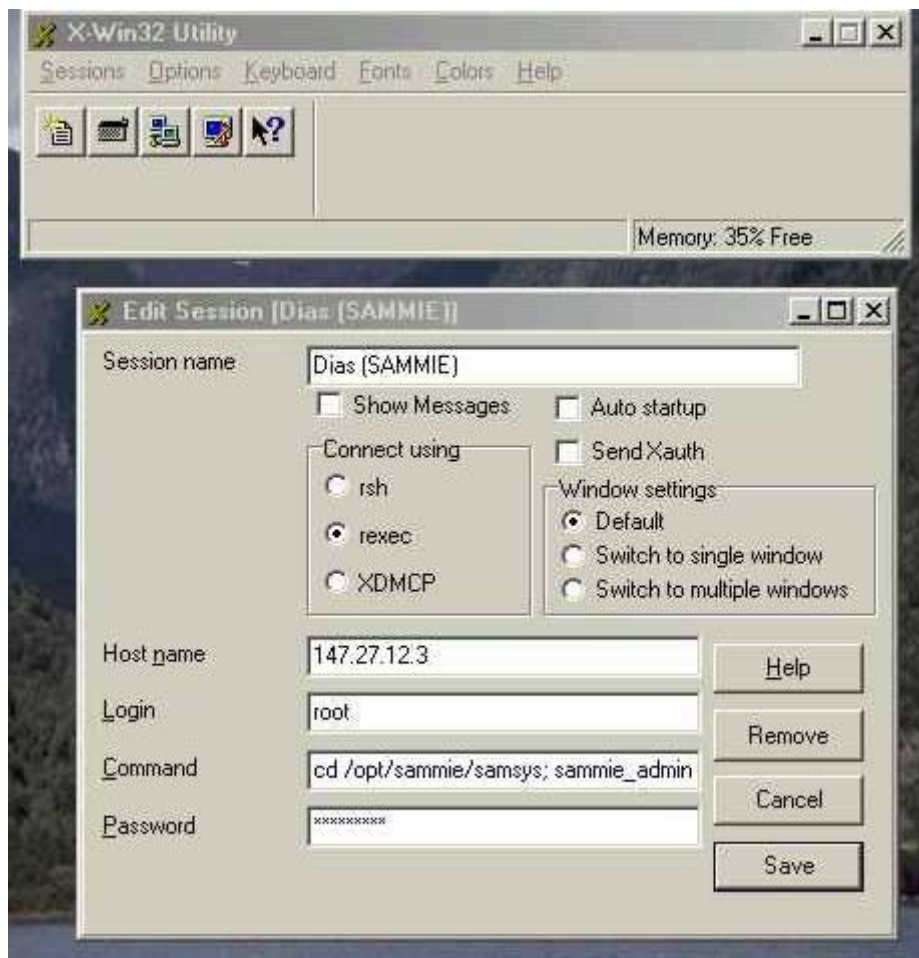 X-Win32 Utility
Sessions Options Keyboard Fonts Colors Help
Memory: 35% Free
Edit Session [Dias (SAMMIE)]
Session name Dias (SAMMIE)
Show Messages Auto startup
Connect using Send Xauth
rsh Window settings
rexec Default
XDMCP Switch to single window
Switch to multiple windows
Host name 147.27.12.3 Help
Login root Remove
Command cd /opt/sammie/samsys; sammie_admin
Cancel
Password *********
Save